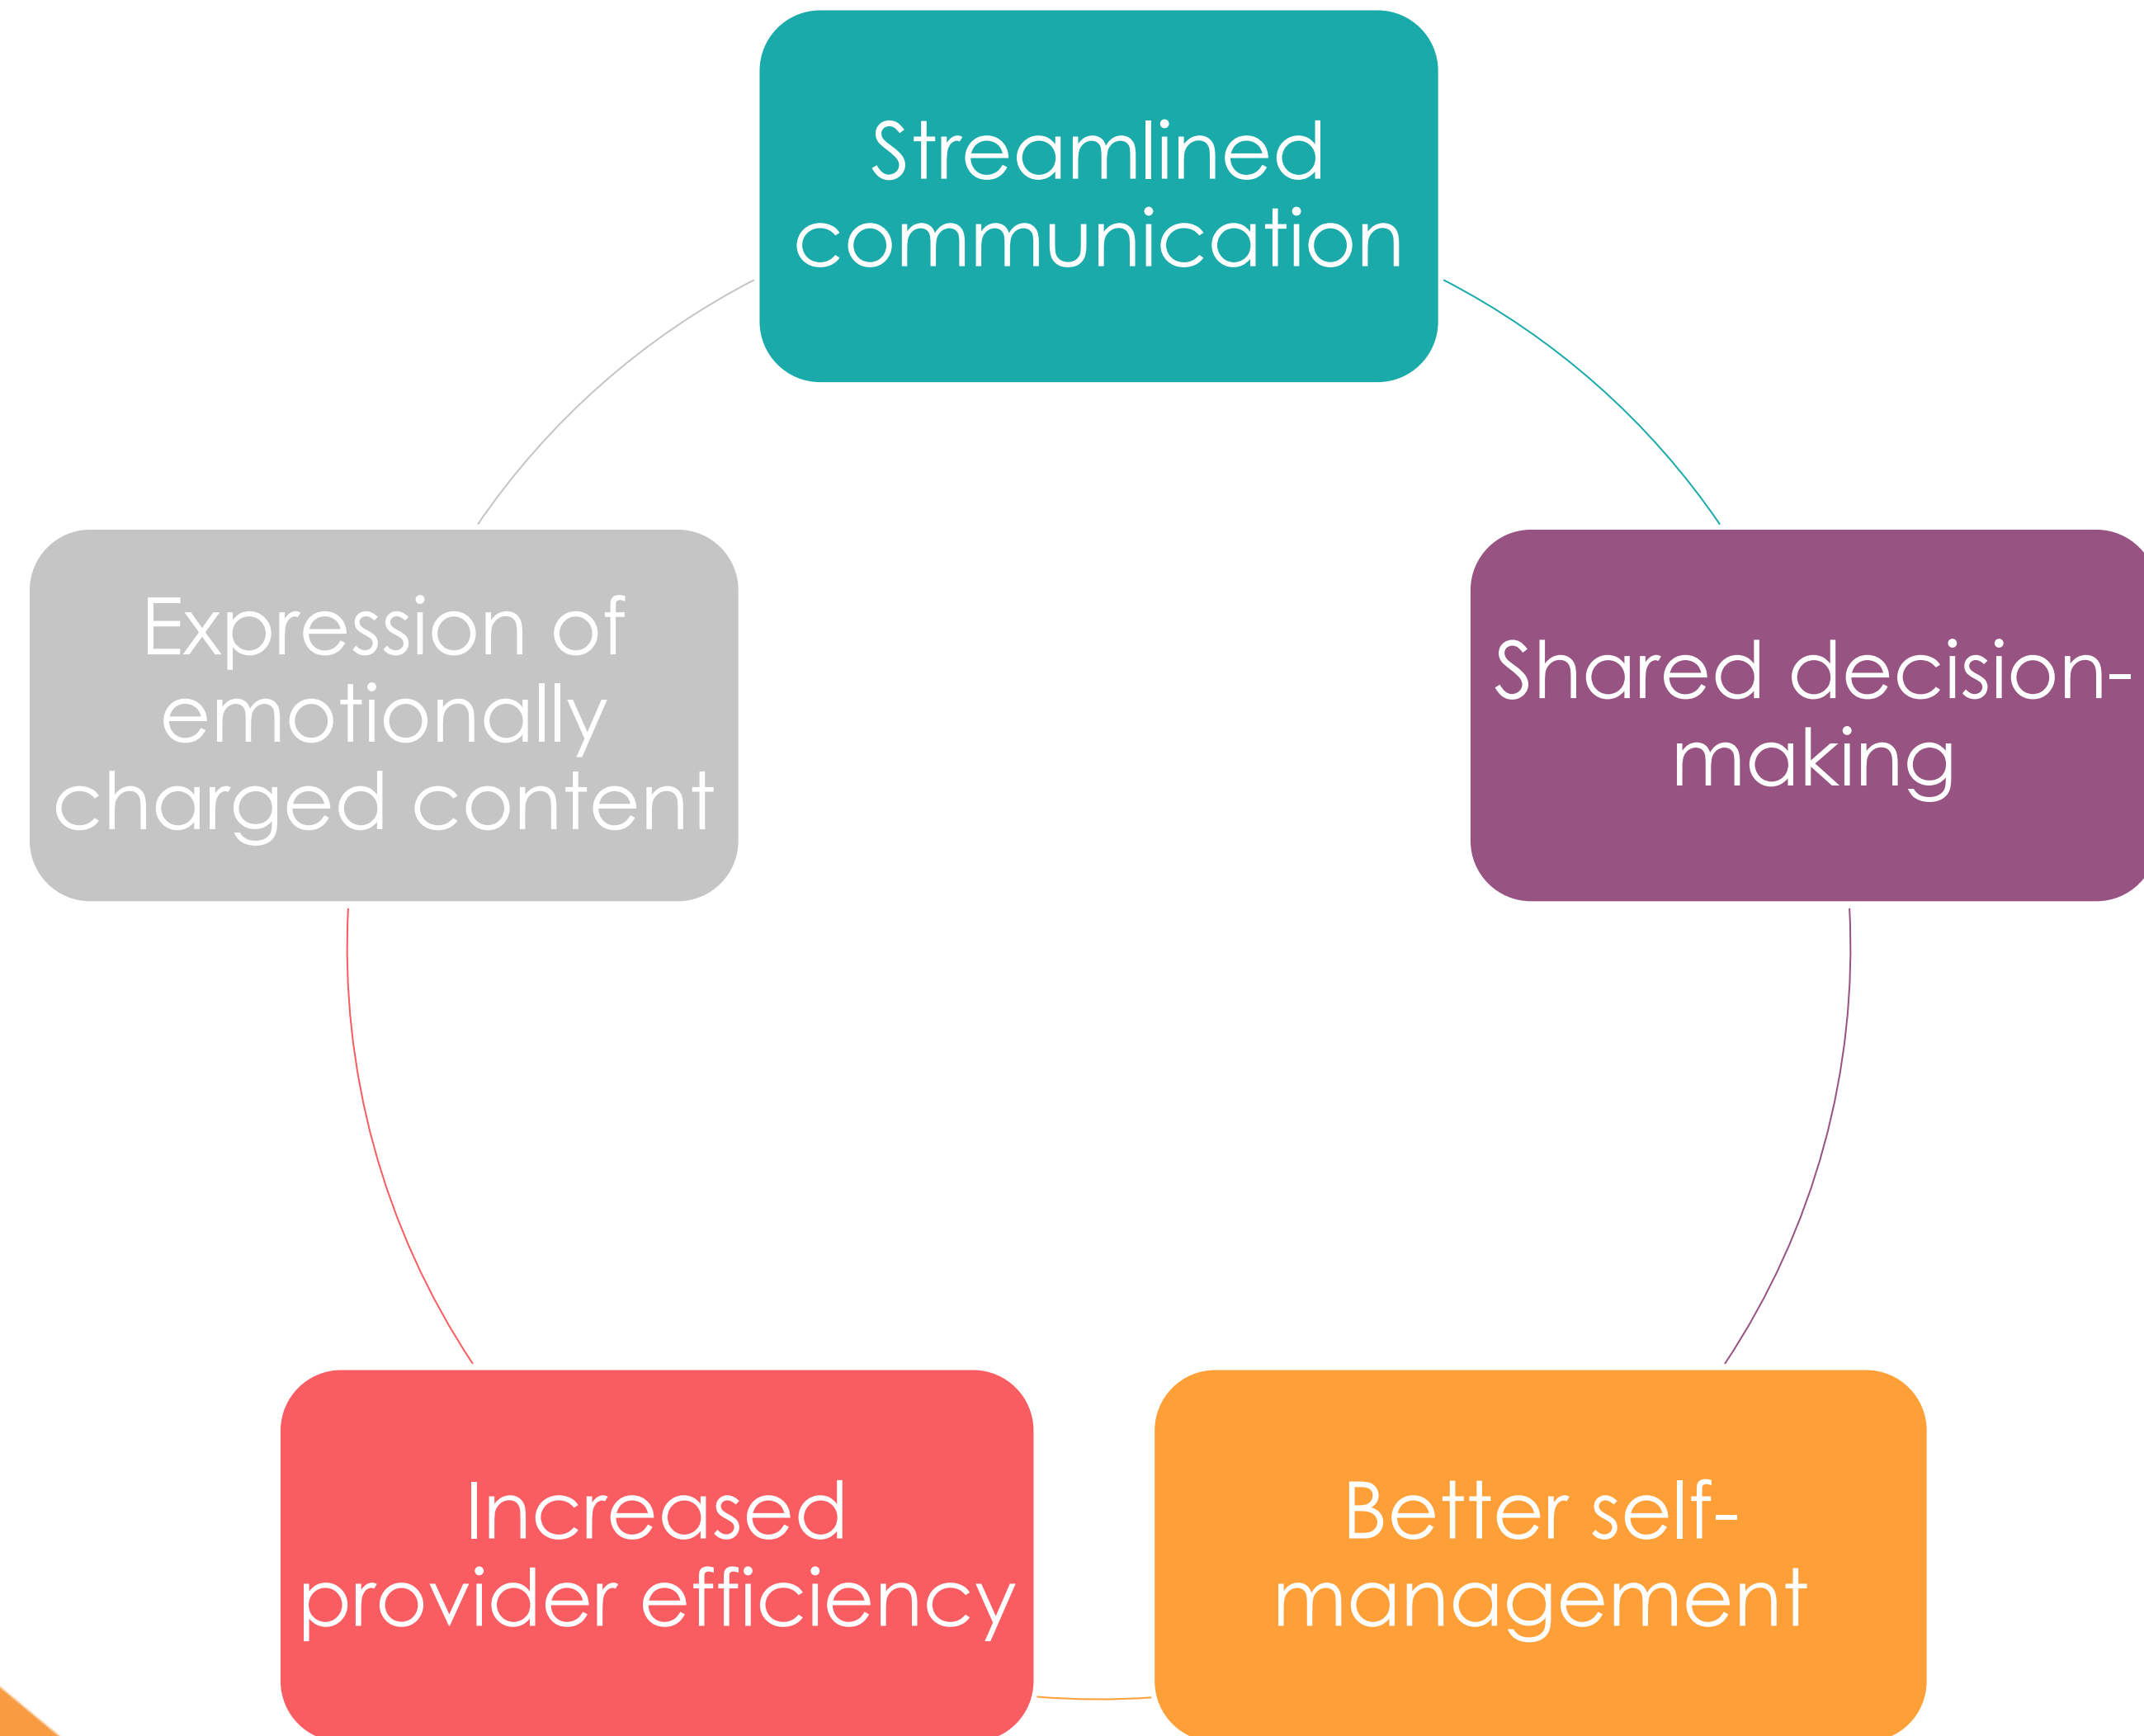 Streamlined
communication
Expression of
emotionally
charged content
Shared decision-
making
Increased
provider efficiency
Better self-
management